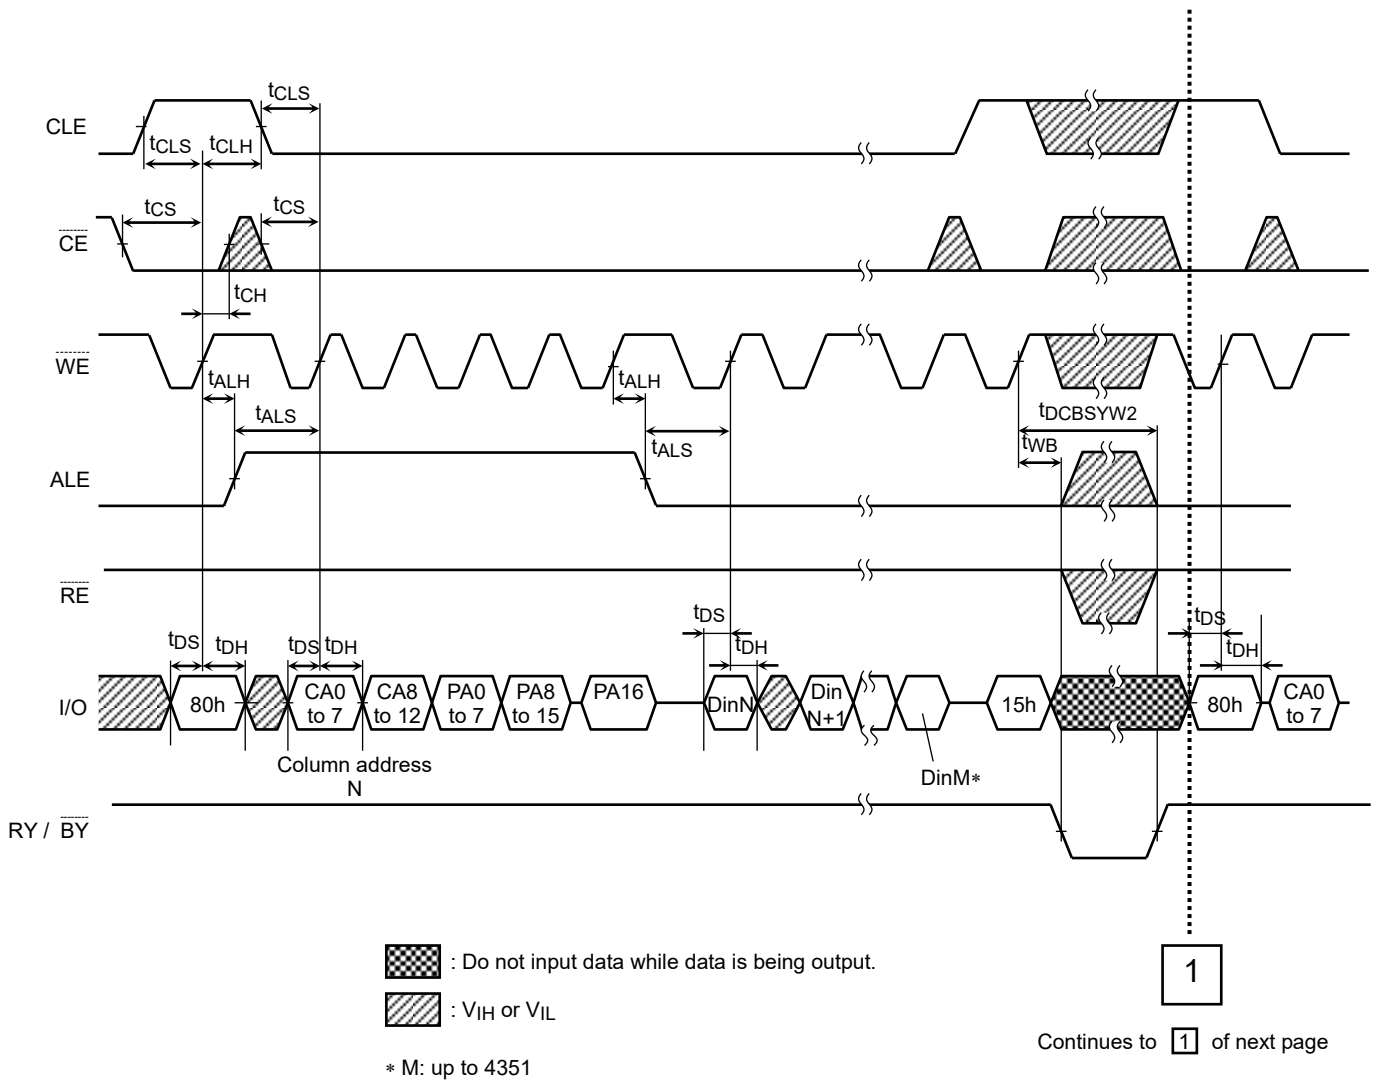 tCLS
CLE
tCLS tCLH
tCS tCS
CE
tCH
WE
tALH tALH
tALS tDCBSYW2
tALS tWB
ALE
RE
tDS tDS
tDS tDH tDS tDH tDH tDH
I/O 80h CA0 to 7 CA8 to 12 PA0 to 7 PA8 to 15 PA16 DinN Din N+1 15h 80h CA0 to 7
Column address
N
DinM*
RY / BY
: Do not input data while data is being output.
1
: VIH or VIL
Continues to 1 of next page
* M: up to 4351